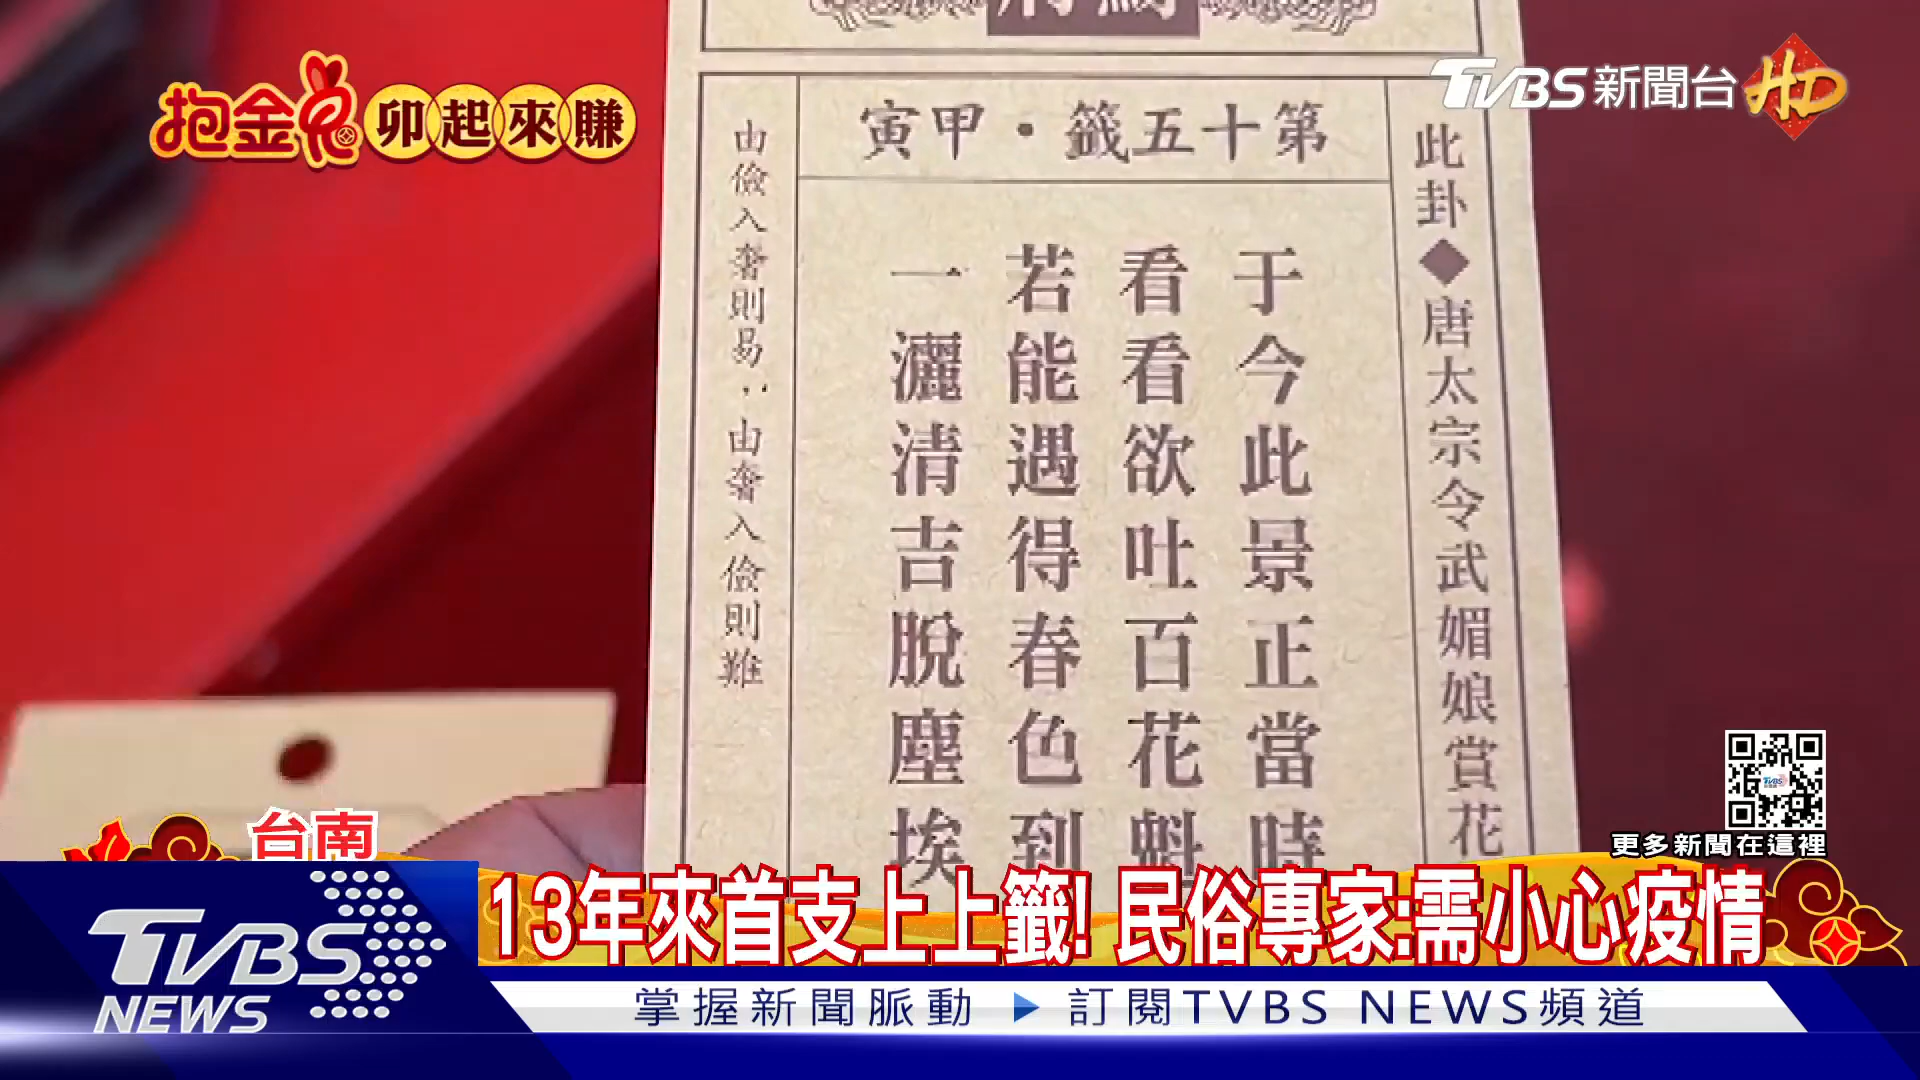 抱金兔 卯起來賺
TVBS新聞台 HD
第十五籤・甲寅
此卦◆唐太宗令武媚娘賞花
于今此景正當時
看看欲吐百花魁
若能遇得春色到
一灑清吉脫塵埃
由儉入奢則易‥由奢入儉則難
更多新聞在這裡
台南
13年來首支上上籤! 民俗專家:需小心疫情
TVBS NEWS
掌握新聞脈動 ▶ 訂閱TVBS NEWS頻道